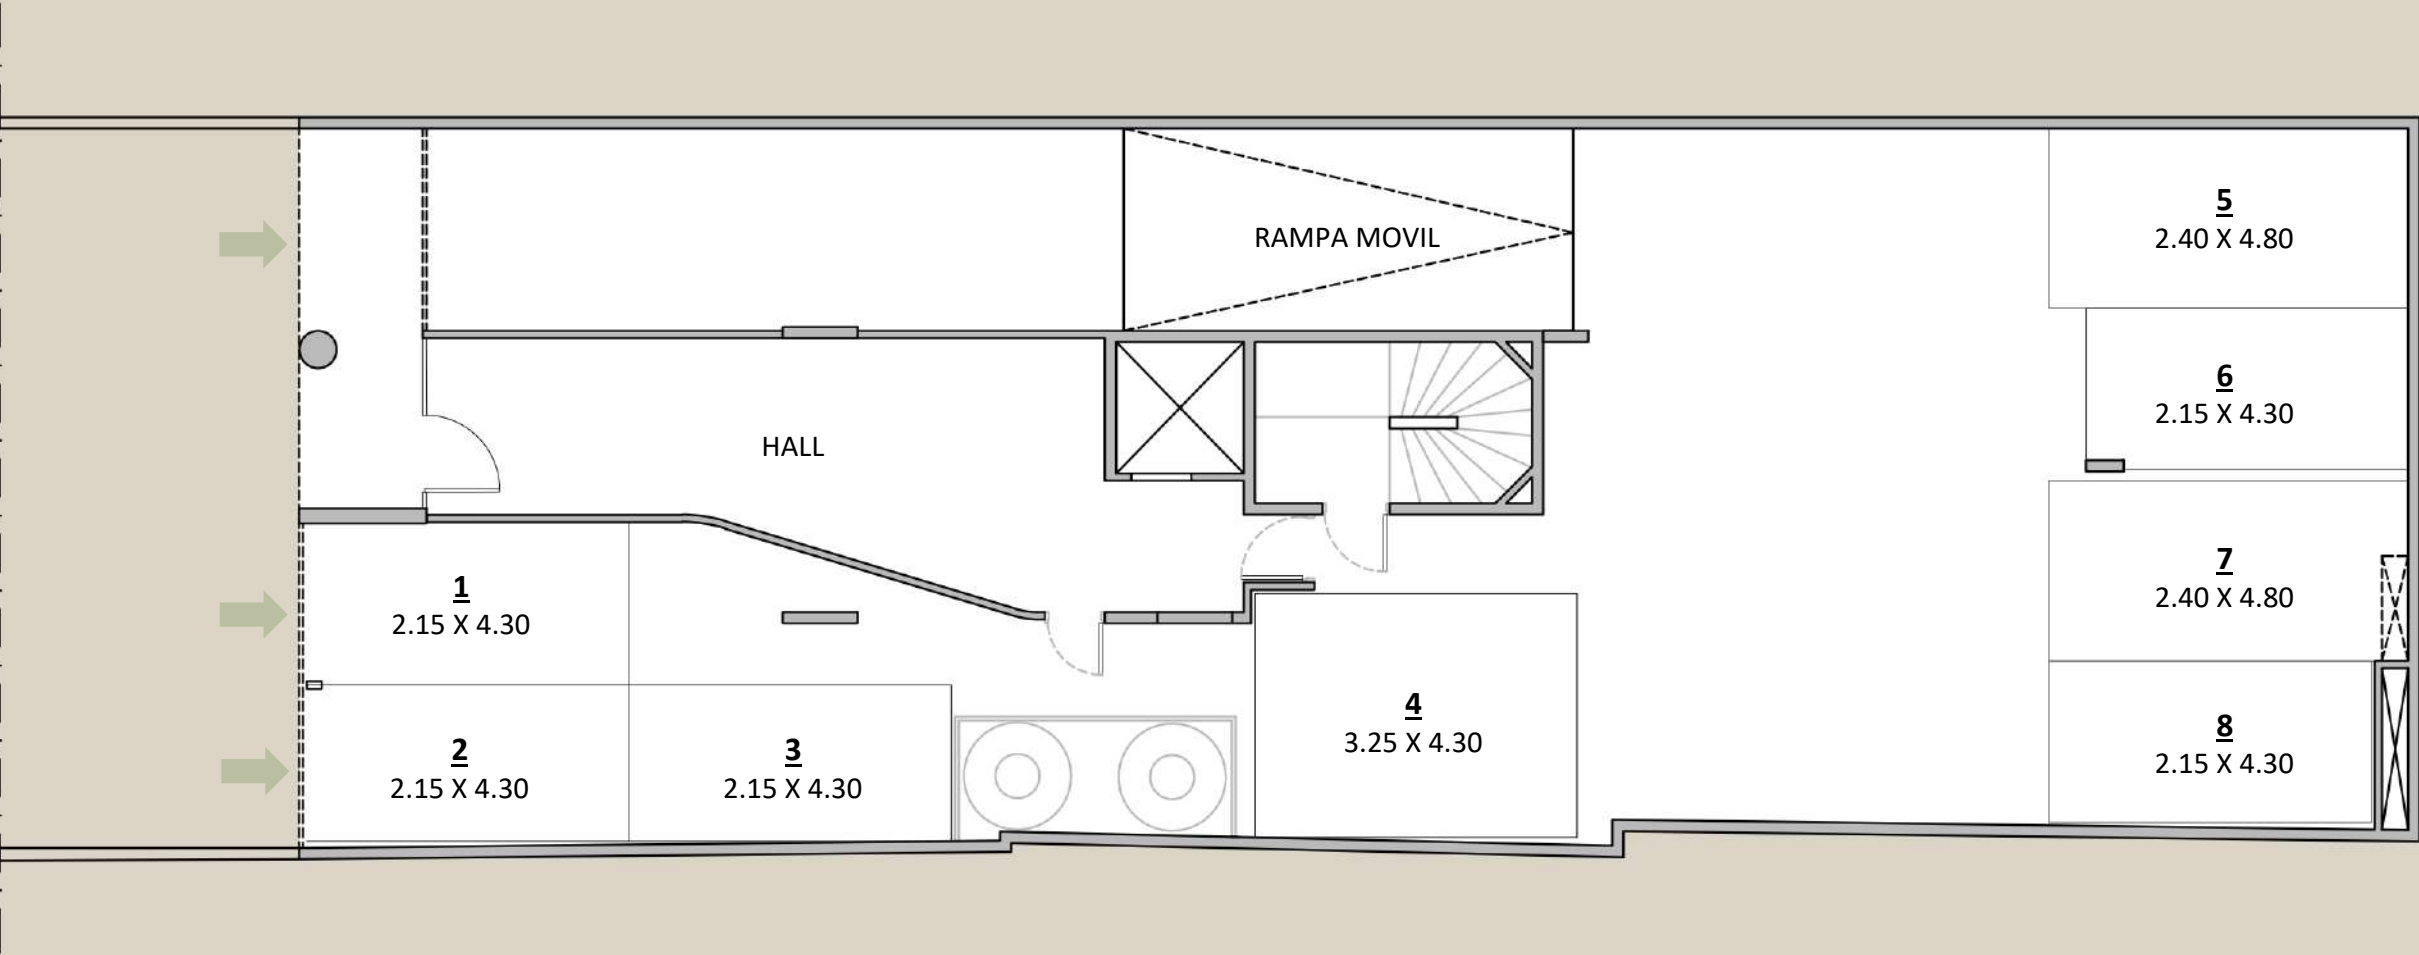 5
2.40 X 4.80
RAMPA MOVIL
6
2.15 X 4.30
HALL
7
2.40 X 4.80
1
2.15 X 4.30
4
3.25 X 4.30
8
2.15 X 4.30
2
2.15 X 4.30
3
2.15 X 4.30